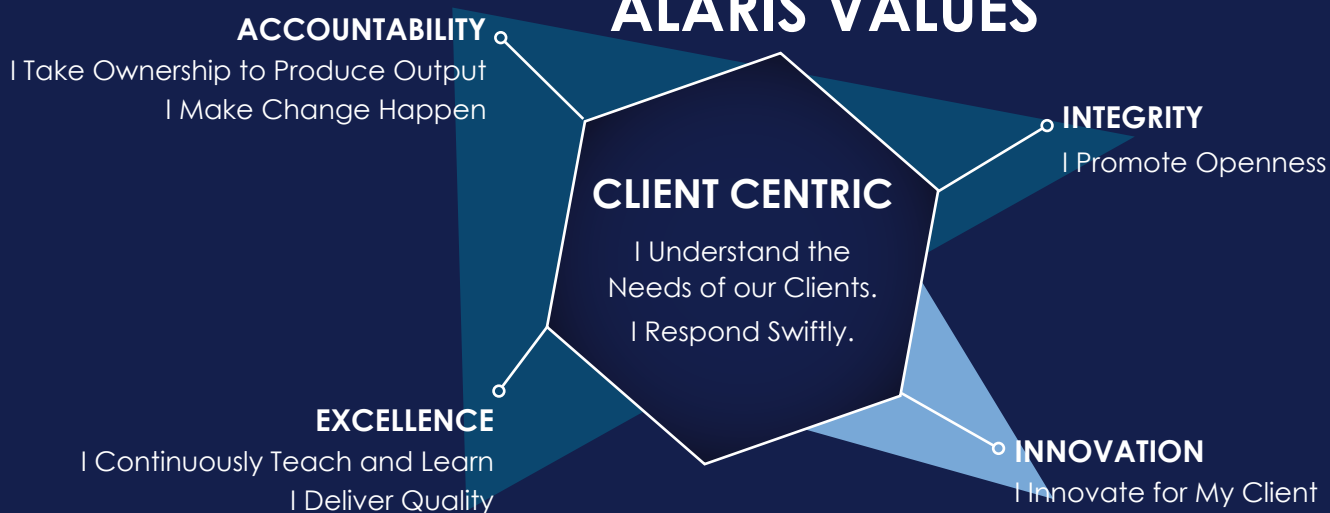 ALARIS VALUES
ACCOUNTABILITY
I Take Ownership to Produce Output
I Make Change Happen
INTEGRITY
I Promote Openness
CLIENT CENTRIC
I Understand the
Needs of our Clients.
I Respond Swiftly.
EXCELLENCE
I Continuously Teach and Learn
I Deliver Quality
INNOVATION
I Innovate for My Client